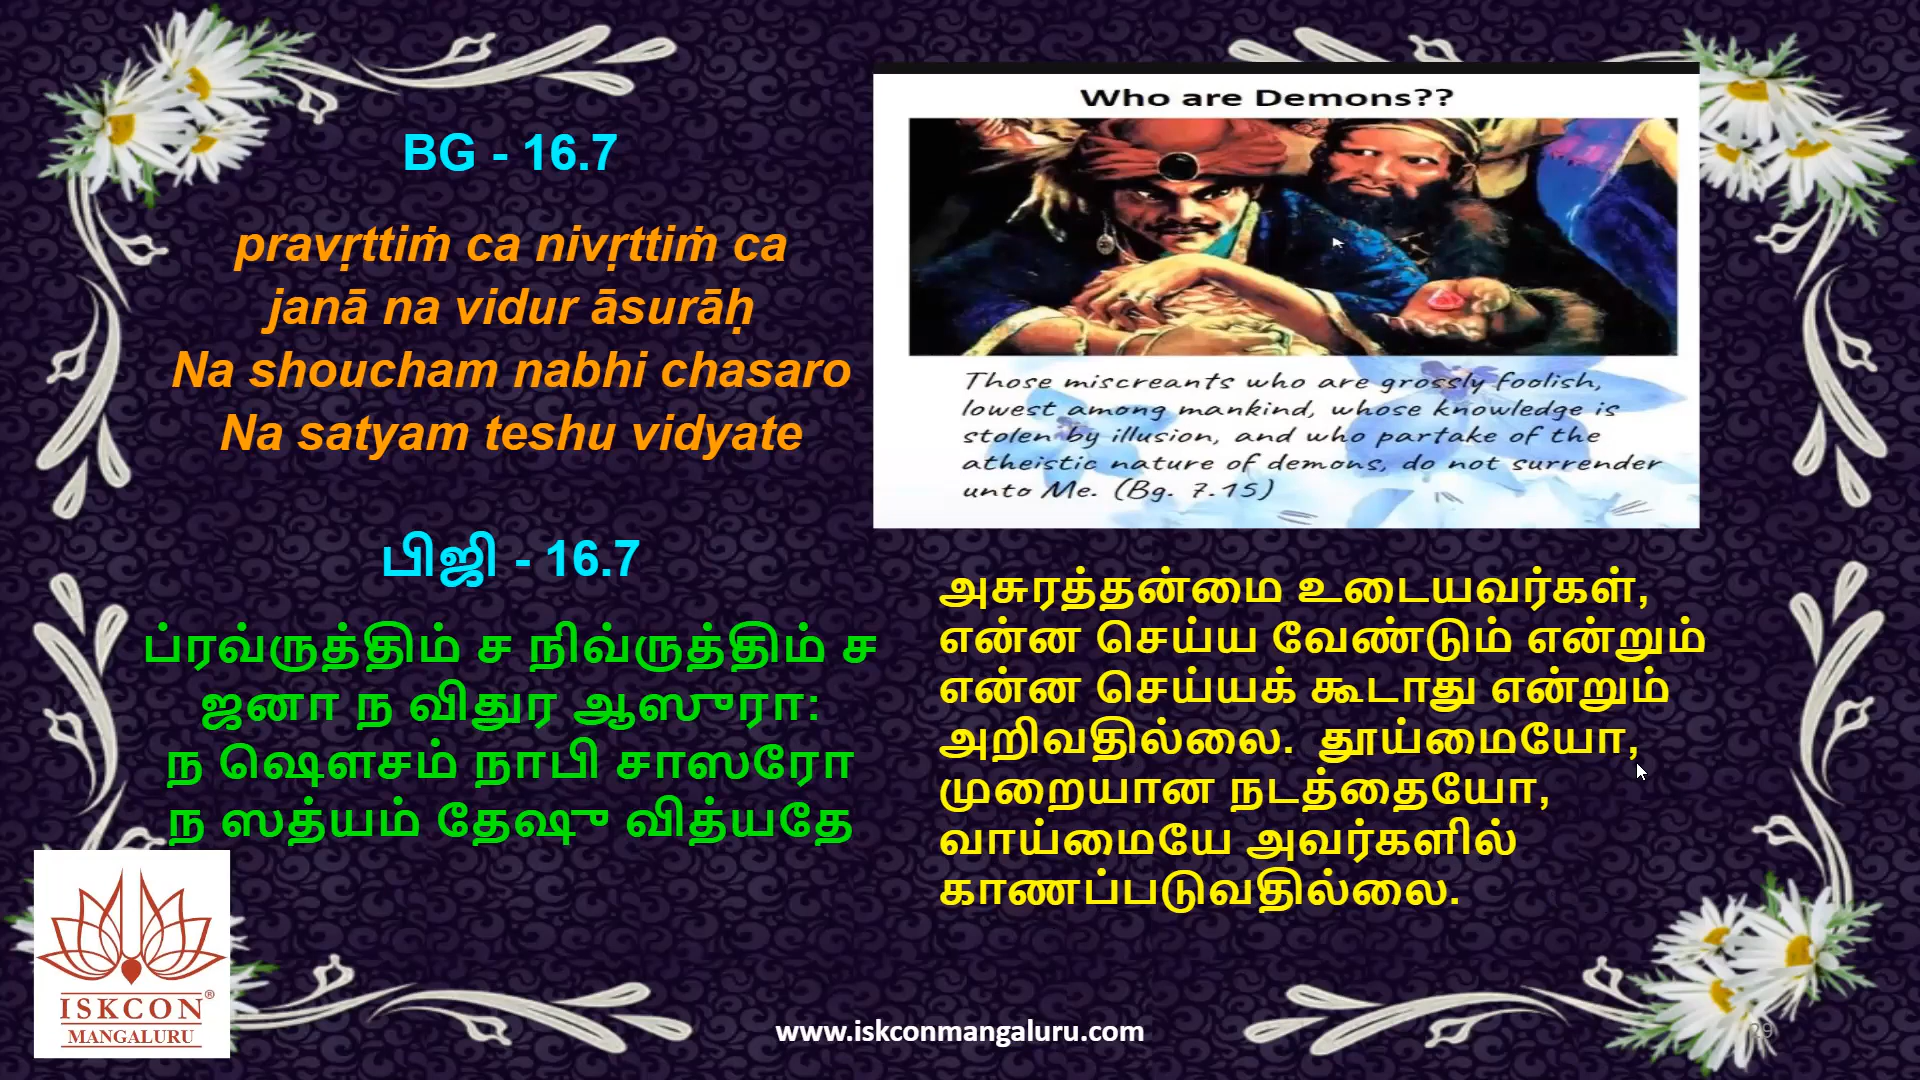 BG - 16.7
pravṛttiṁ ca nivṛttiṁ ca
janā na vidur āsurāḥ
Na shoucham nabhi chasaro
Na satyam teshu vidyate
பிஜி - 16.7
ப்ரவ்ருத்திம் ச நிவ்ருத்திம் ச
ஜனா ந விதுர ஆஸுரா:
ந ஷௌசம் நாபி சாஸரோ
ந ஸத்யம் தேஷு வித்யதே
Who are Demons??
Those miscreants who are grossly foolish,
lowest among mankind, whose knowledge is
stolen by illusion, and who partake of the
atheistic nature of demons, do not surrender
unto Me. (Bg. 7.15)
அசுரத்தன்மை உடையவர்கள்,
என்ன செய்ய வேண்டும் என்றும்
என்ன செய்யக் கூடாது என்றும்
அறிவதில்லை. தூய்மையோ,
முறையான நடத்தையோ,
வாய்மையே அவர்களில்
காணப்படுவதில்லை.
ISKCON®
MANGALURU
www.iskconmangaluru.com
29